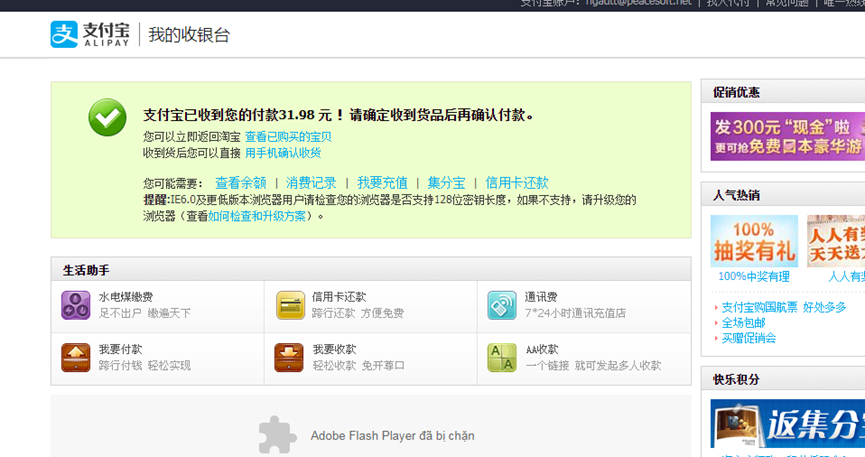 支付宝账户：ngautt@peacesoft.net | 找人代付 | 常见问题 | 唯一热线
支付宝 ALIPAY 我的收银台
支付宝已收到您的付款31.98 元！请确定收到货品后再确认付款。
您可以立即返回淘宝 查看已购买的宝贝
收到货后您可以直接 用手机确认收货
您可能需要： 查看余额 | 消费记录 | 我要充值 | 集分宝 | 信用卡还款
提醒:IE6.0及更低版本浏览器用户请检查您的浏览器是否支持128位密钥长度，如果不支持，请升级您的
浏览器（查看如何检查和升级方案）。
生活助手
水电煤缴费
足不出户 缴遍天下
信用卡还款
跨行还款 方便免费
通讯费
7*24小时通讯充值店
我要付款
跨行付钱 轻松实现
我要收款
轻松收款 免开尊口
AA收款
一个链接 就可发起多人收款
Adobe Flash Player đã bị chặn
促销优惠
发300元“现金”啦
更可抢免费日本豪华游
人气热销
100%
抽奖有礼
人人有奖
天天送
100%中奖有理
人人有奖
支付宝购国航票 好处多多
全场包邮
买赠促销会
快乐积分
返集分宝